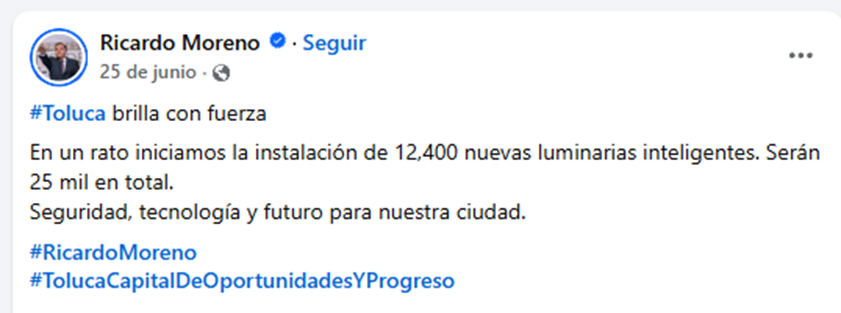 Ricardo Moreno · Seguir
25 de junio ·
#Toluca brilla con fuerza
En un rato iniciamos la instalación de 12,400 nuevas luminarias inteligentes. Serán
25 mil en total.
Seguridad, tecnología y futuro para nuestra ciudad.
#RicardoMoreno
#TolucaCapitalDeOportunidadesYProgreso